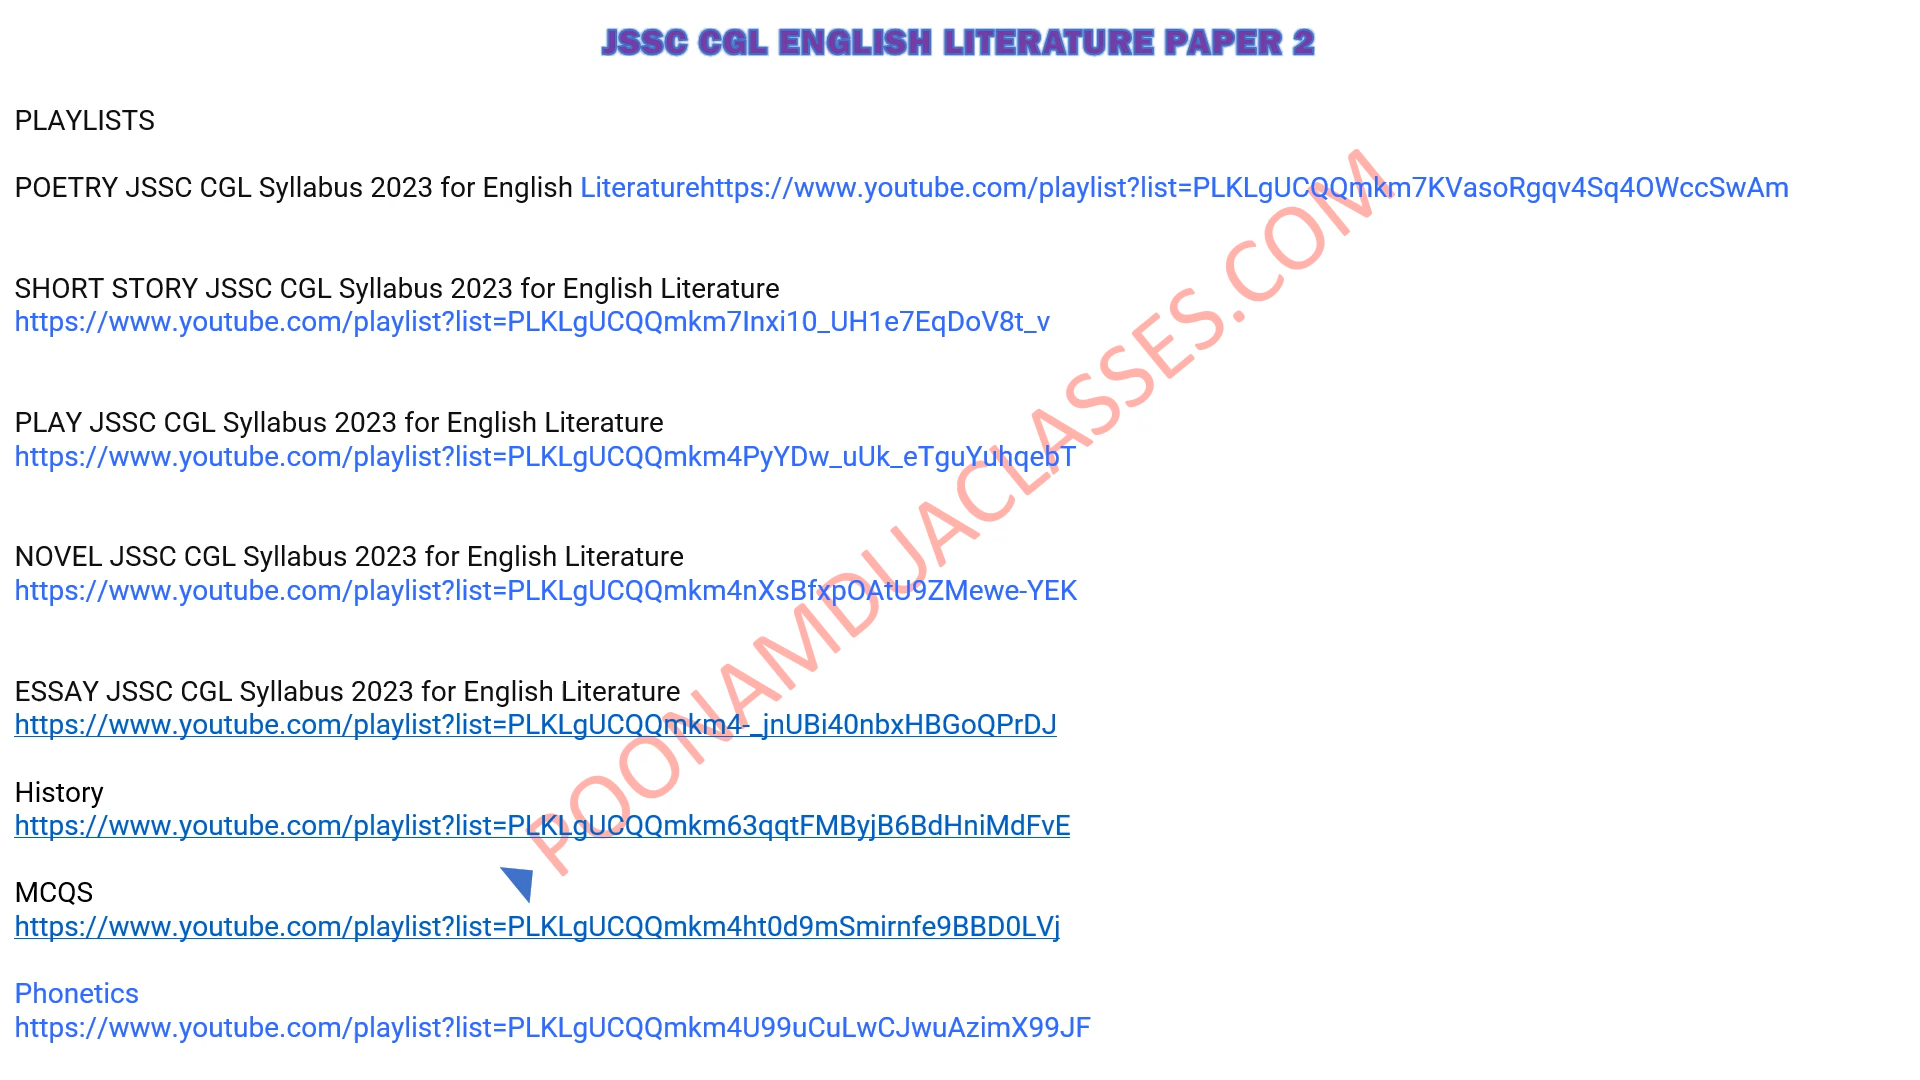 JSSC CGL ENGLISH LITERATURE PAPER 2
PLAYLISTS
POETRY JSSC CGL Syllabus 2023 for English Literaturehttps://www.youtube.com/playlist?list=PLKLgUCQQmkm7KVasoRgqv4Sq4OWccSwAm
SHORT STORY JSSC CGL Syllabus 2023 for English Literature
https://www.youtube.com/playlist?list=PLKLgUCQQmkm7Inxi10_UH1e7EqDoV8t_v
PLAY JSSC CGL Syllabus 2023 for English Literature
https://www.youtube.com/playlist?list=PLKLgUCQQmkm4PyYDw_uUk_eTguYuhqebT
NOVEL JSSC CGL Syllabus 2023 for English Literature
https://www.youtube.com/playlist?list=PLKLgUCQQmkm4nXsBfxpOAtU9ZMewe-YEK
ESSAY JSSC CGL Syllabus 2023 for English Literature
https://www.youtube.com/playlist?list=PLKLgUCQQmkm4-_jnUBi40nbxHBGoQPrDJ
History
https://www.youtube.com/playlist?list=PLKLgUCQQmkm63qqtFMByjB6BdHniMdFvE
MCQS
https://www.youtube.com/playlist?list=PLKLgUCQQmkm4ht0d9mSmirnfe9BBD0LVj
Phonetics
https://www.youtube.com/playlist?list=PLKLgUCQQmkm4U99uCuLwCJwuAzimX99JF
POONAMDUACLASSES.COM